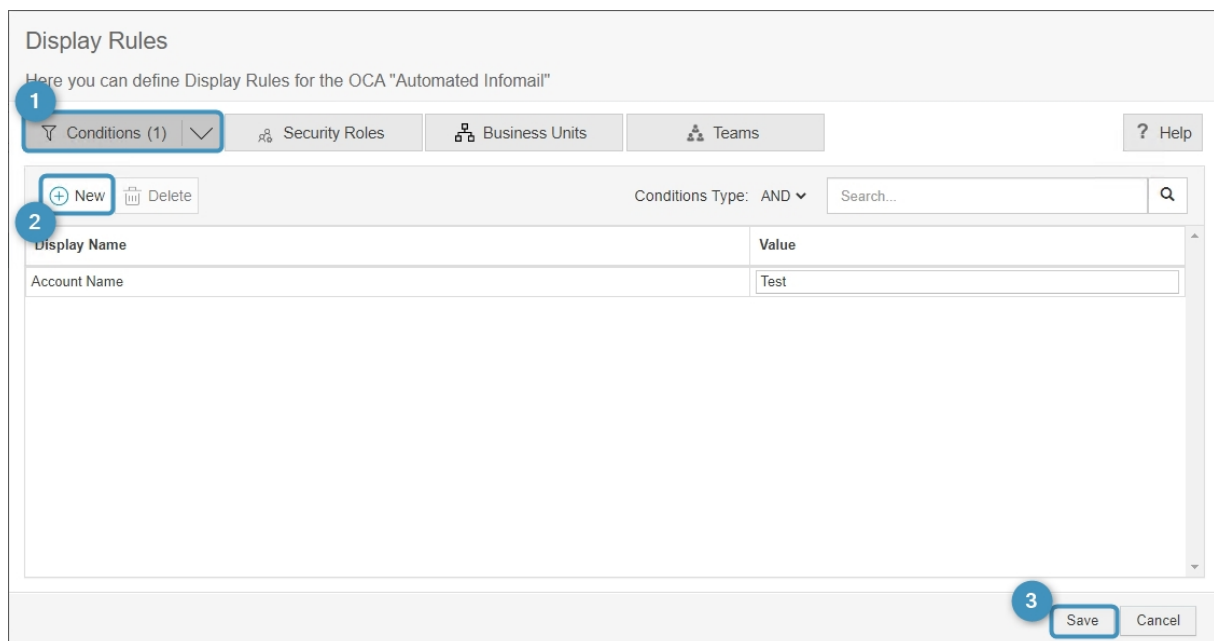 Display Rules
Here you can define Display Rules for the OCA "Automated Infomail"
1
Conditions (1) Security Roles Business Units Teams ? Help
New Delete Conditions Type: AND Search...
2
Display Name Value
Account Name Test
3
Save Cancel